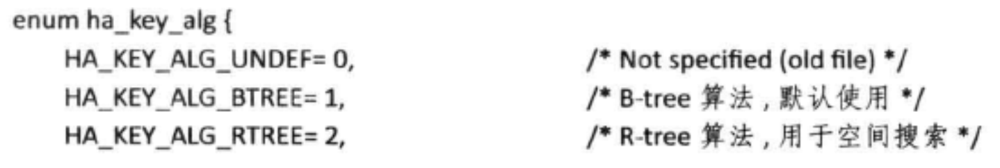 enum ha_key_alg {
HA_KEY_ALG_UNDEF= 0, /* Not specified (old file) */
HA_KEY_ALG_BTREE= 1, /* B-tree 算法 , 默认使用 */
HA_KEY_ALG_RTREE= 2, /* R-tree 算法 , 用于空间搜索 */